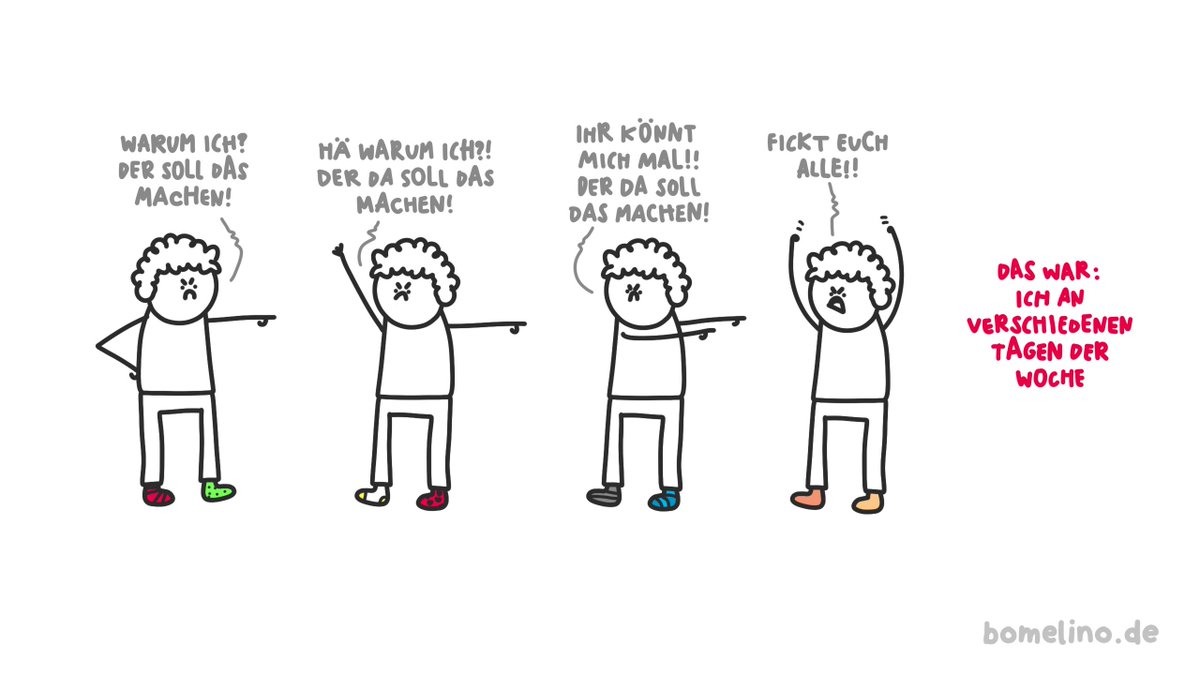 WARUM ICH?
DER SOLL DAS
MACHEN!
HÄ WARUM ICH?!
DER DA SOLL DAS
MACHEN!
IHR KÖNNT
MICH MAL!!
DER DA SOLL
DAS MACHEN!
FICKT EUCH
ALLE!!
DAS WAR:
ICH AN
VERSCHIEDENEN
TAGEN DER
WOCHE
bomelino.de